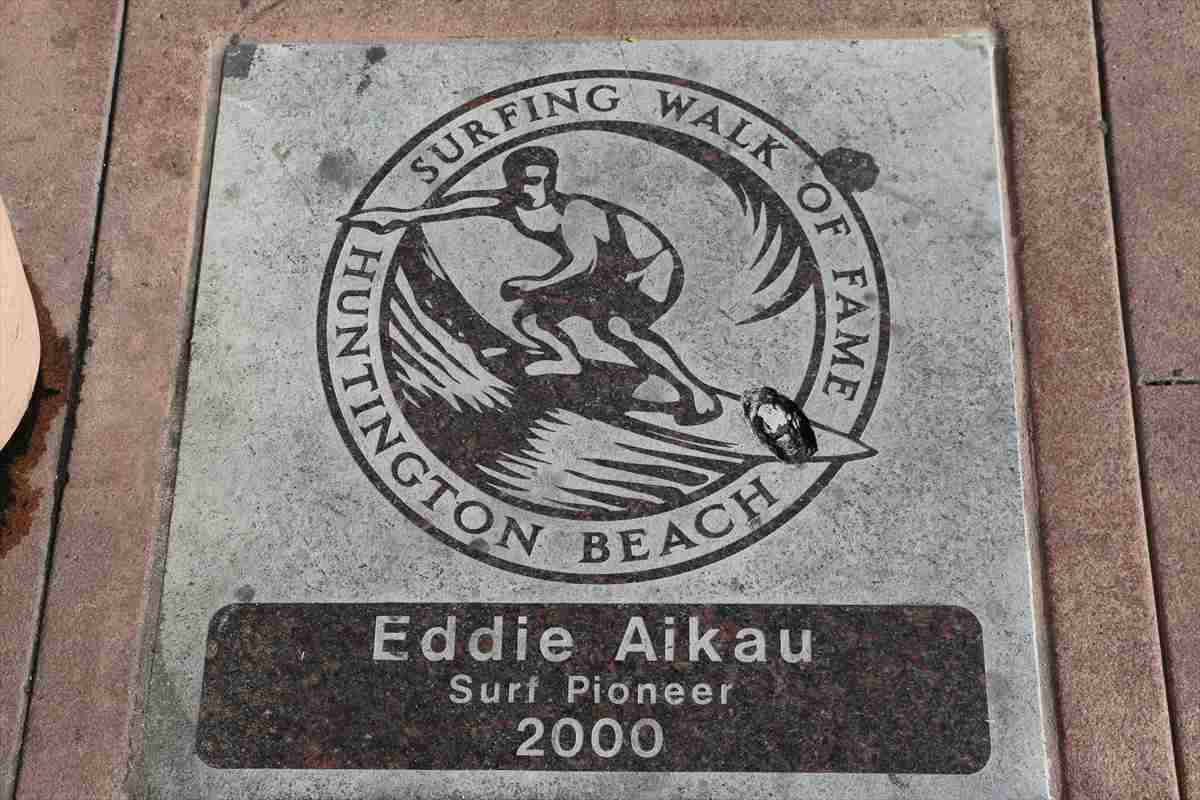 SURFING WALK OF FAME
HUNTINGTON BEACH
Eddie Aikau
Surf Pioneer
2000